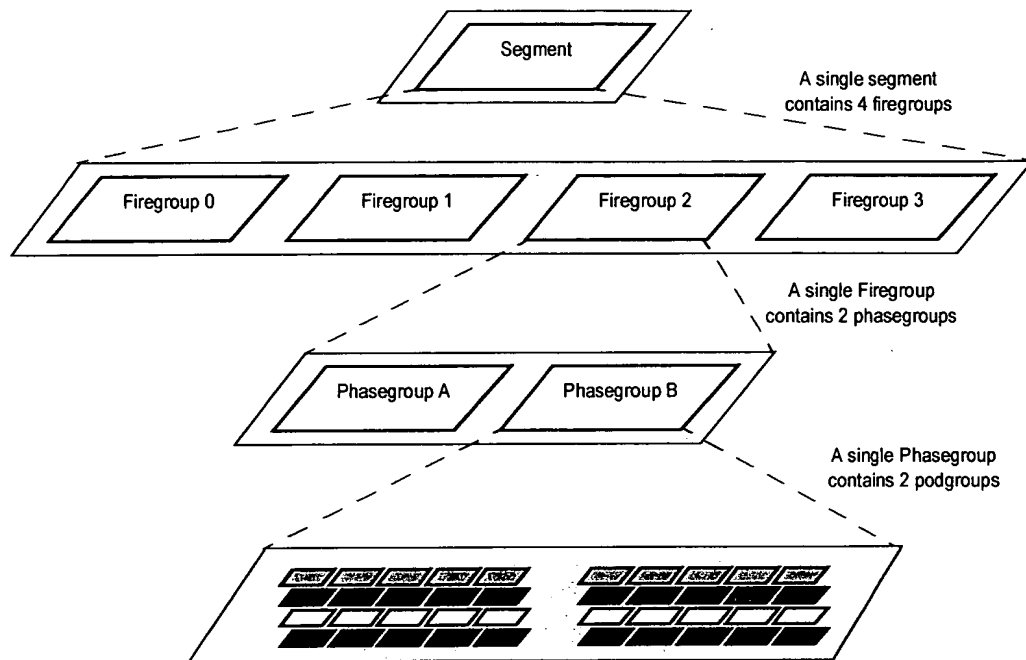 Segment
A single segment
contains 4 firegroups
Firegroup 0
Firegroup 1
Firegroup 2
Firegroup 3
A single Firegroup
contains 2 phasegroups
Phasegroup A
Phasegroup B
A single Phasegroup
contains 2 podgroups